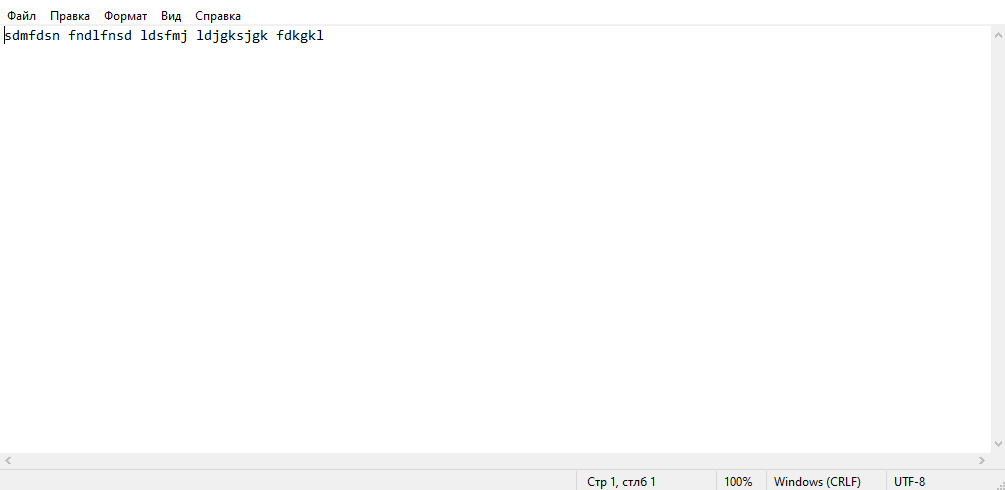 Файл Правка Формат Вид Справка
sdmfdsn fndlfnsd ldsfmj ldjgksjgk fdkgkl
Стр 1, стлб 1 100% Windows (CRLF) UTF-8